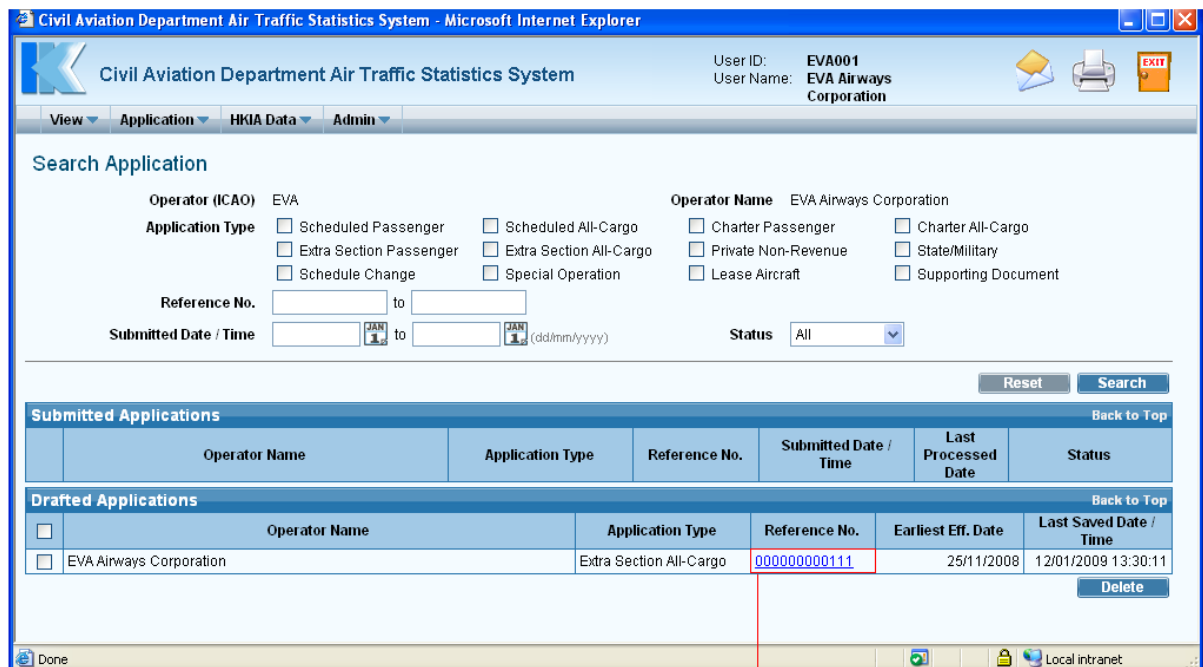 Civil Aviation Department Air Traffic Statistics System - Microsoft Internet Explorer
Civil Aviation Department Air Traffic Statistics System
User ID: EVA001
User Name: EVA Airways Corporation
EXIT
View Application HKIA Data Admin
Search Application
Operator (ICAO) EVA Operator Name EVA Airways Corporation
Application Type Scheduled Passenger Scheduled All-Cargo Charter Passenger Charter All-Cargo
Extra Section Passenger Extra Section All-Cargo Private Non-Revenue State/Military
Schedule Change Special Operation Lease Aircraft Supporting Document
Reference No. to
Submitted Date / Time JAN 1 to JAN 1 (dd/mm/yyyy) Status All
Reset Search
Submitted Applications Back to Top
Operator Name Application Type Reference No. Submitted Date / Time Last Processed Date Status
Drafted Applications Back to Top
Operator Name Application Type Reference No. Earliest Eff. Date Last Saved Date / Time
EVA Airways Corporation Extra Section All-Cargo 000000000111 25/11/2008 12/01/2009 13:30:11
Delete
Done Local intranet